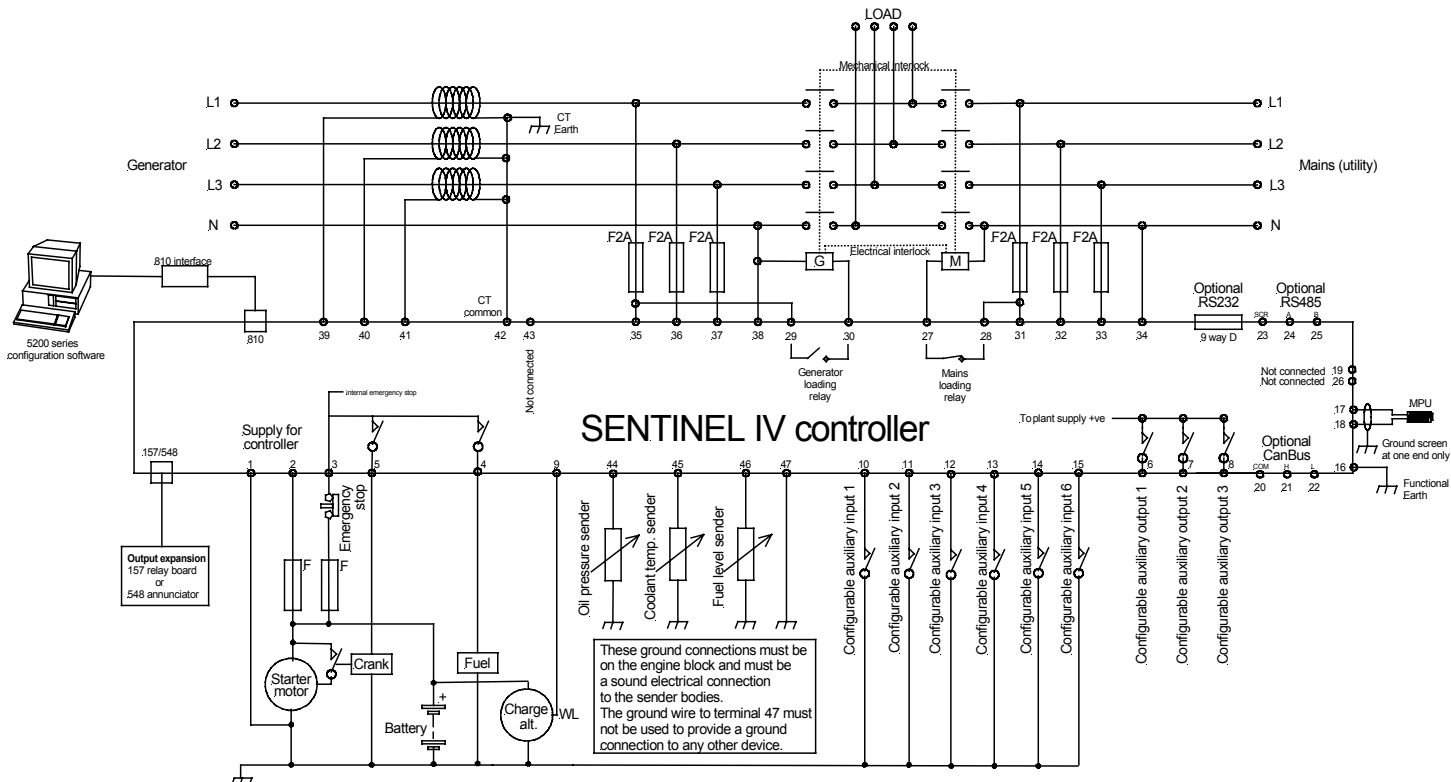 LOAD
Mechanical interlock
L1
L1
CT
Earth
L2
L2
Generator
Mains (utility)
L3
L3
N
N
F2A
F2A
F2A
F2A
F2A
F2A
Electrical interlock
G
M
810 interface
5200 series
configuration software
810
CT
common
Optional
RS232
Optional
RS485
SCR
A
B
9 way D
39
40
41
42
43
35
36
37
38
29
30
27
28
31
32
33
34
23
24
25
Not connected
Generator
loading
relay
Mains
loading
relay
Not connected 19
Not connected 26
17
18
MPU
Ground screen
at one end only
internal emergency stop
SENTINEL IV controller
To plant supply +ve
Supply for
controller
Optional
CanBus
157/548
1
2
3
5
4
9
44
45
46
47
10
11
12
13
14
15
6
7
8
COM
H
L
20
21
22
16
Functional
Earth
Emergency
stop
F
F
Output expansion
157 relay board
or
548 annunciator
Oil pressure sender
Coolant temp. sender
Fuel level sender
Configurable auxiliary input 1
Configurable auxiliary input 2
Configurable auxiliary input 3
Configurable auxiliary input 4
Configurable auxiliary input 5
Configurable auxiliary input 6
Configurable auxiliary output 1
Configurable auxiliary output 2
Configurable auxiliary output 3
Starter
motor
Crank
Fuel
Battery
+
Charge
alt.
WL
These ground connections must be
on the engine block and must be
a sound electrical connection
to the sender bodies.
The ground wire to terminal 47 must
not be used to provide a ground
connection to any other device.